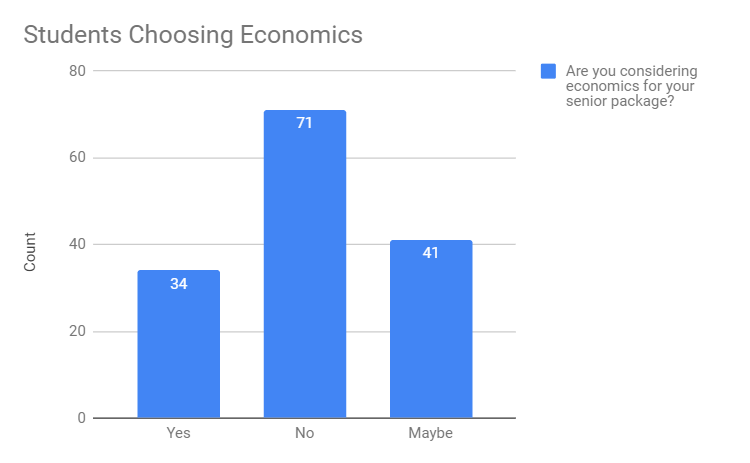 Students Choosing Economics
80
60
40
20
0
Count
71
34
41
Yes
No
Maybe
Are you considering
economics for your
senior package?